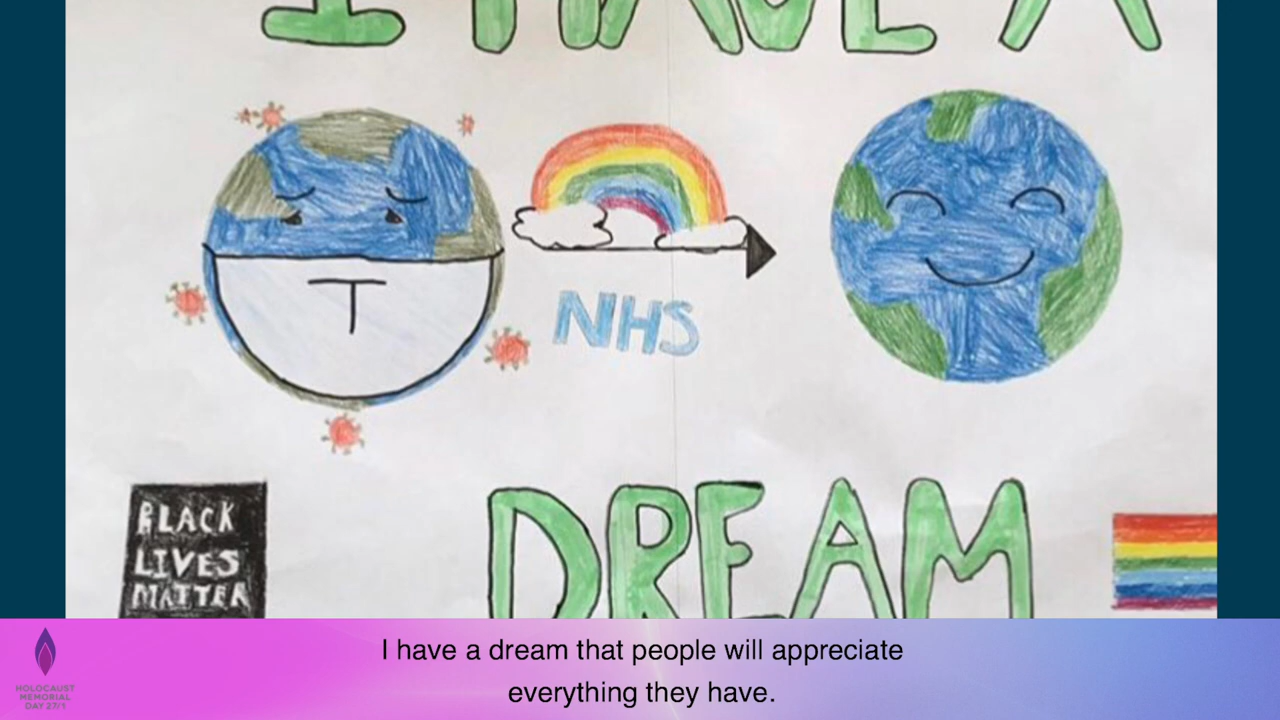 I HAVE A
T
NHS
BLACK
LIVES
MATTER
DREAM
I have a dream that people will appreciate
everything they have.
HOLOCAUST
MEMORIAL
DAY 27/1